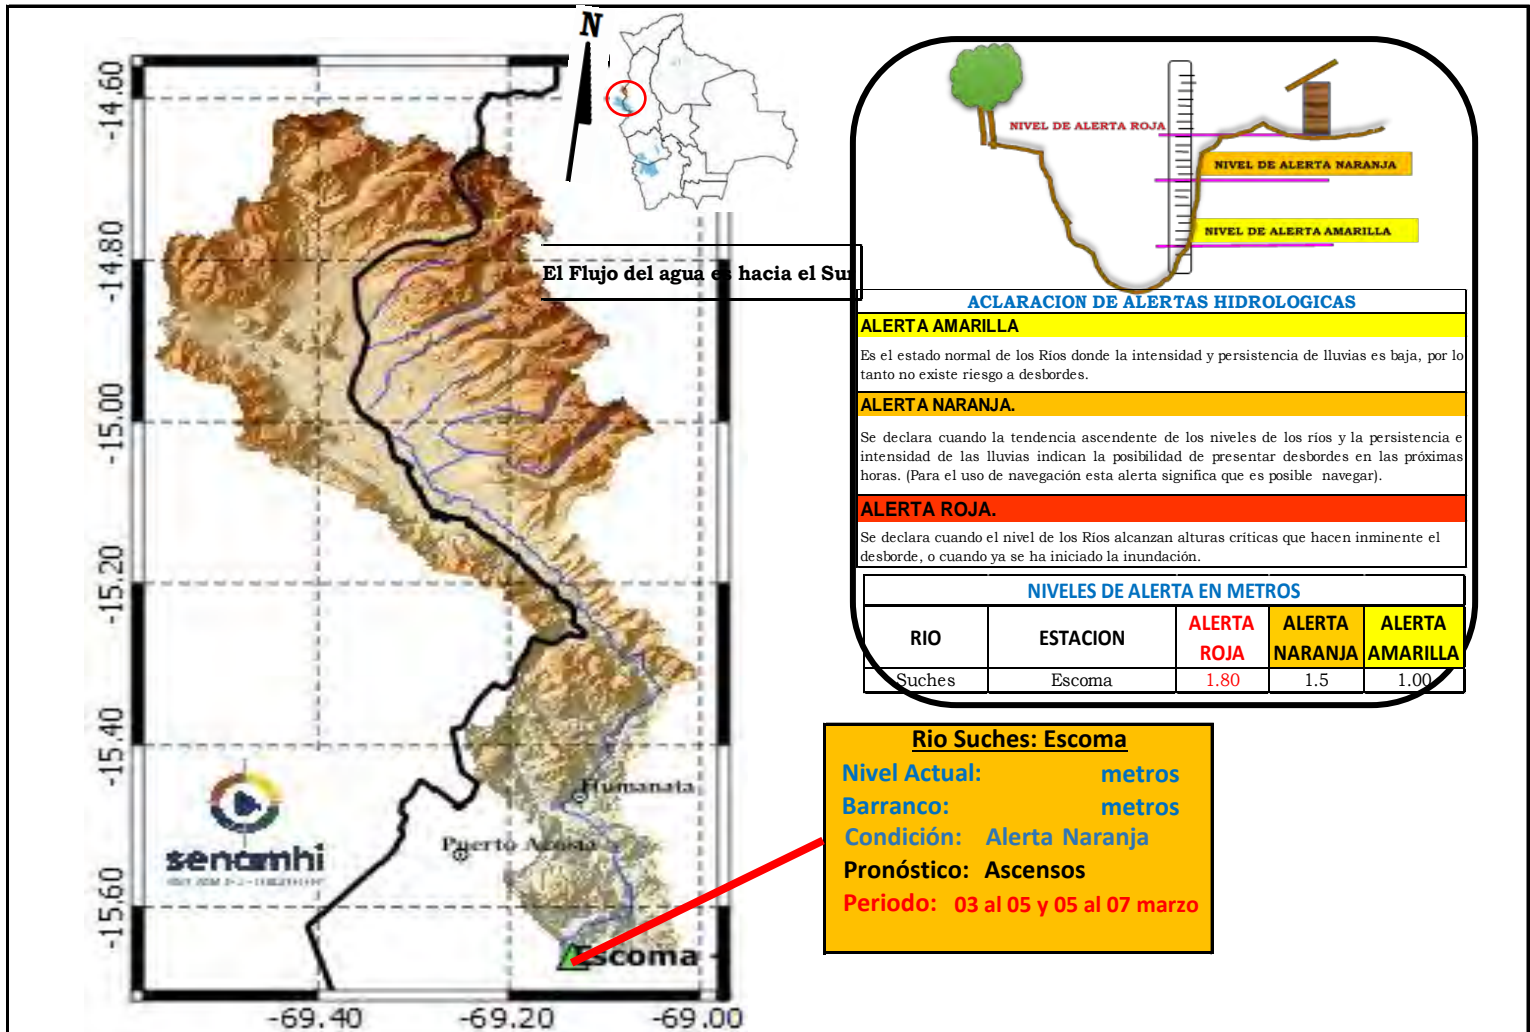 N
-14.60
-14.80
-15.00
-15.20
-15.40
-15.60
-69.40
-69.20
-69.00
El Flujo del agua es hacia el Sur
Humanata
Puerto Acosta
Escoma
senamhi
NIVEL DE ALERTA ROJA
NIVEL DE ALERTA NARANJA
NIVEL DE ALERTA AMARILLA
ACLARACION DE ALERTAS HIDROLOGICAS
ALERTA AMARILLA
Es el estado normal de los Ríos donde la intensidad y persistencia de lluvias es baja, por lo
tanto no existe riesgo a desbordes.
ALERTA NARANJA.
Se declara cuando la tendencia ascendente de los niveles de los ríos y la persistencia e
intensidad de las lluvias indican la posibilidad de presentar desbordes en las próximas
horas. (Para el uso de navegación esta alerta significa que es posible navegar).
ALERTA ROJA.
Se declara cuando el nivel de los Ríos alcanzan alturas críticas que hacen inminente el
desborde, o cuando ya se ha iniciado la inundación.
NIVELES DE ALERTA EN METROS
RIO ESTACION ALERTA ROJA ALERTA NARANJA ALERTA AMARILLA
Suches Escoma 1.80 1.5 1.00
Rio Suches: Escoma
Nivel Actual: metros
Barranco: metros
Condición: Alerta Naranja
Pronóstico: Ascensos
Periodo: 03 al 05 y 05 al 07 marzo